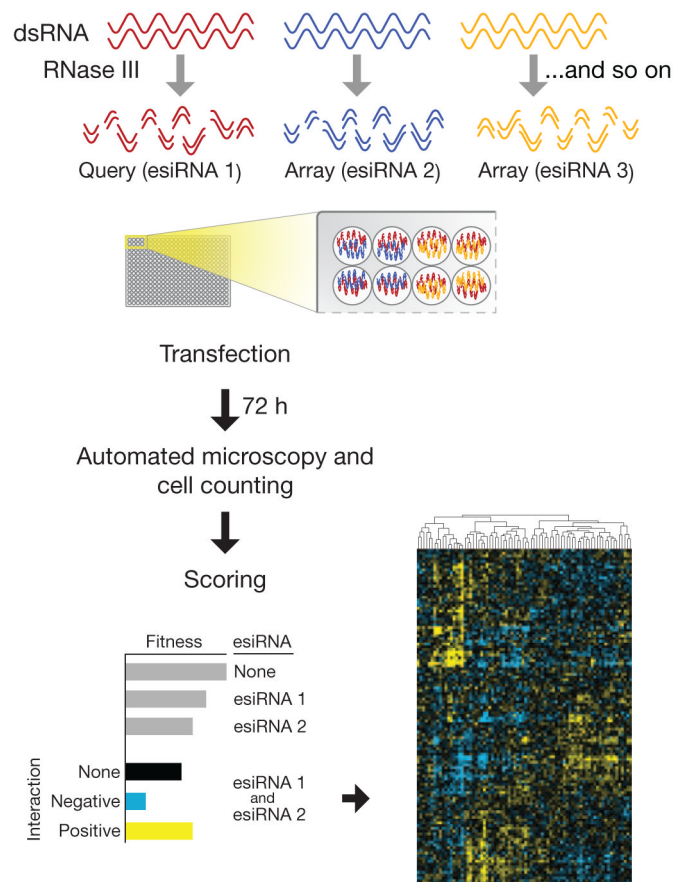 dsRNA
RNase III
...and so on
Query (esiRNA 1)
Array (esiRNA 2)
Array (esiRNA 3)
Transfection
72 h
Automated microscopy and
cell counting
Scoring
Fitness
esiRNA
None
esiRNA 1
esiRNA 2
Interaction
None
Negative
Positive
esiRNA 1
and
esiRNA 2